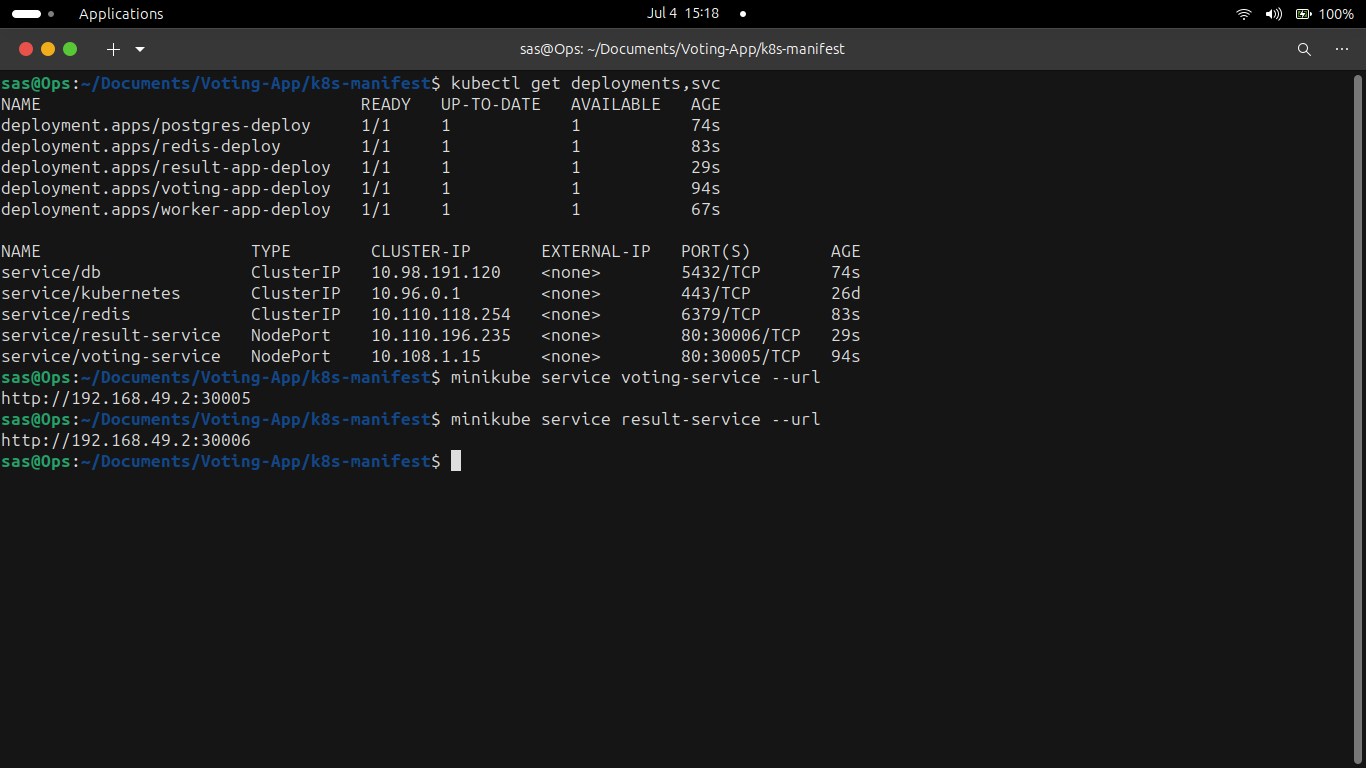 Applications
Jul 4 15:18
100%
sas@Ops: ~/Documents/Voting-App/k8s-manifest
sas@Ops:~/Documents/Voting-App/k8s-manifest$ kubectl get deployments,svc
NAME                                READY   UP-TO-DATE   AVAILABLE   AGE
deployment.apps/postgres-deploy     1/1     1            1           74s
deployment.apps/redis-deploy        1/1     1            1           83s
deployment.apps/result-app-deploy   1/1     1            1           29s
deployment.apps/voting-app-deploy   1/1     1            1           94s
deployment.apps/worker-app-deploy   1/1     1            1           67s
NAME                     TYPE        CLUSTER-IP       EXTERNAL-IP   PORT(S)        AGE
service/db               ClusterIP   10.98.191.120    <none>        5432/TCP       74s
service/kubernetes       ClusterIP   10.96.0.1        <none>        443/TCP        26d
service/redis            ClusterIP   10.110.118.254   <none>        6379/TCP       83s
service/result-service   NodePort    10.110.196.235   <none>        80:30006/TCP   29s
service/voting-service   NodePort    10.108.1.15      <none>        80:30005/TCP   94s
sas@Ops:~/Documents/Voting-App/k8s-manifest$ minikube service voting-service --url
http://192.168.49.2:30005
sas@Ops:~/Documents/Voting-App/k8s-manifest$ minikube service result-service --url
http://192.168.49.2:30006
sas@Ops:~/Documents/Voting-App/k8s-manifest$